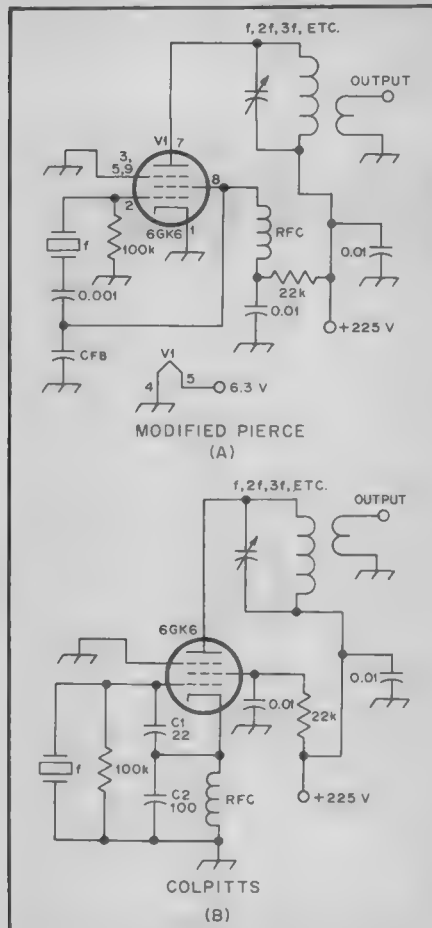 f, 2f, 3f, ETC.
OUTPUT
V1 7
3,
5,9
8
2
1
f
100k
6GK6
RFC
0.01
0.001
22k
0.01
CFB
+225 V
V1
4 5 6.3 V
MODIFIED PIERCE
(A)
f, 2f, 3f, ETC.
OUTPUT
6GK6
0.01
0.01
C1
22
22k
f
100k
C2
100
RFC
+225 V
COLPITTS
(B)